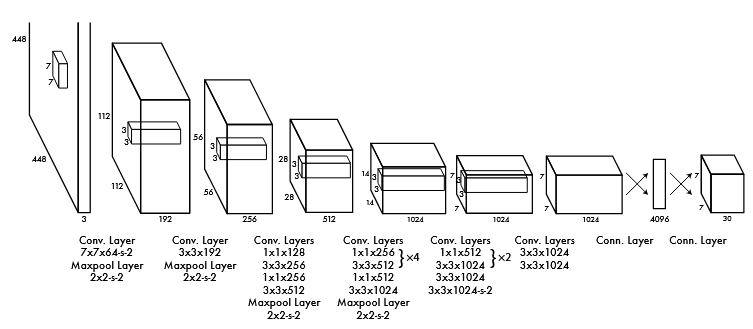 448
448
3
7
7
112
112
3
3
192
56
56
3
3
256
28
28
3
3
512
14
14
3
3
1024
7
7
3
3
1024
7
7
1024
4096
7
7
30
Conv. Layer
7x7x64-s-2
Maxpool Layer
2x2-s-2
Conv. Layer
3x3x192
Maxpool Layer
2x2-s-2
Conv. Layers
1x1x128
3x3x256
1x1x256
3x3x512
Maxpool Layer
2x2-s-2
Conv. Layers
1x1x256
3x3x512 } ×4
1x1x512
3x3x1024
Maxpool Layer
2x2-s-2
Conv. Layers
1x1x512
3x3x1024 } ×2
3x3x1024
3x3x1024-s-2
Conv. Layers
3x3x1024
3x3x1024
Conn. Layer
Conn. Layer